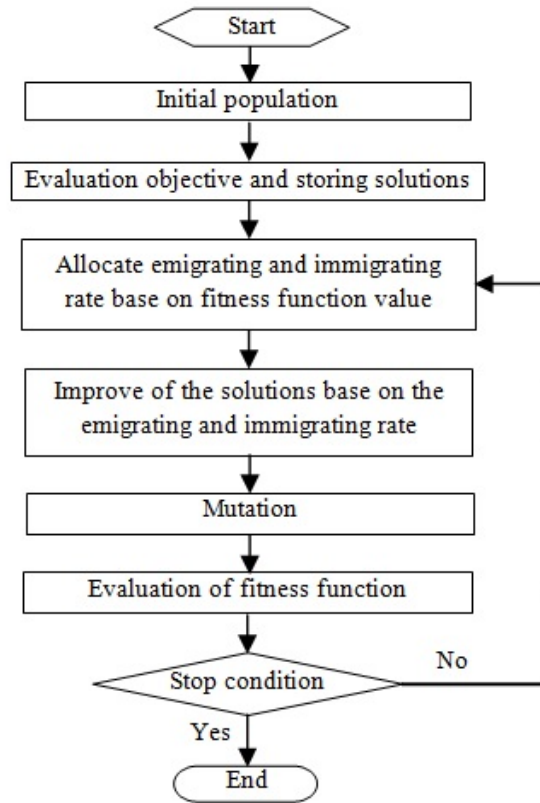 Start
Initial population
Evaluation objective and storing solutions
Allocate emigrating and immigrating
rate base on fitness function value
Improve of the solutions base on the
emigrating and immigrating rate
Mutation
Evaluation of fitness function
Stop condition
No
Yes
End